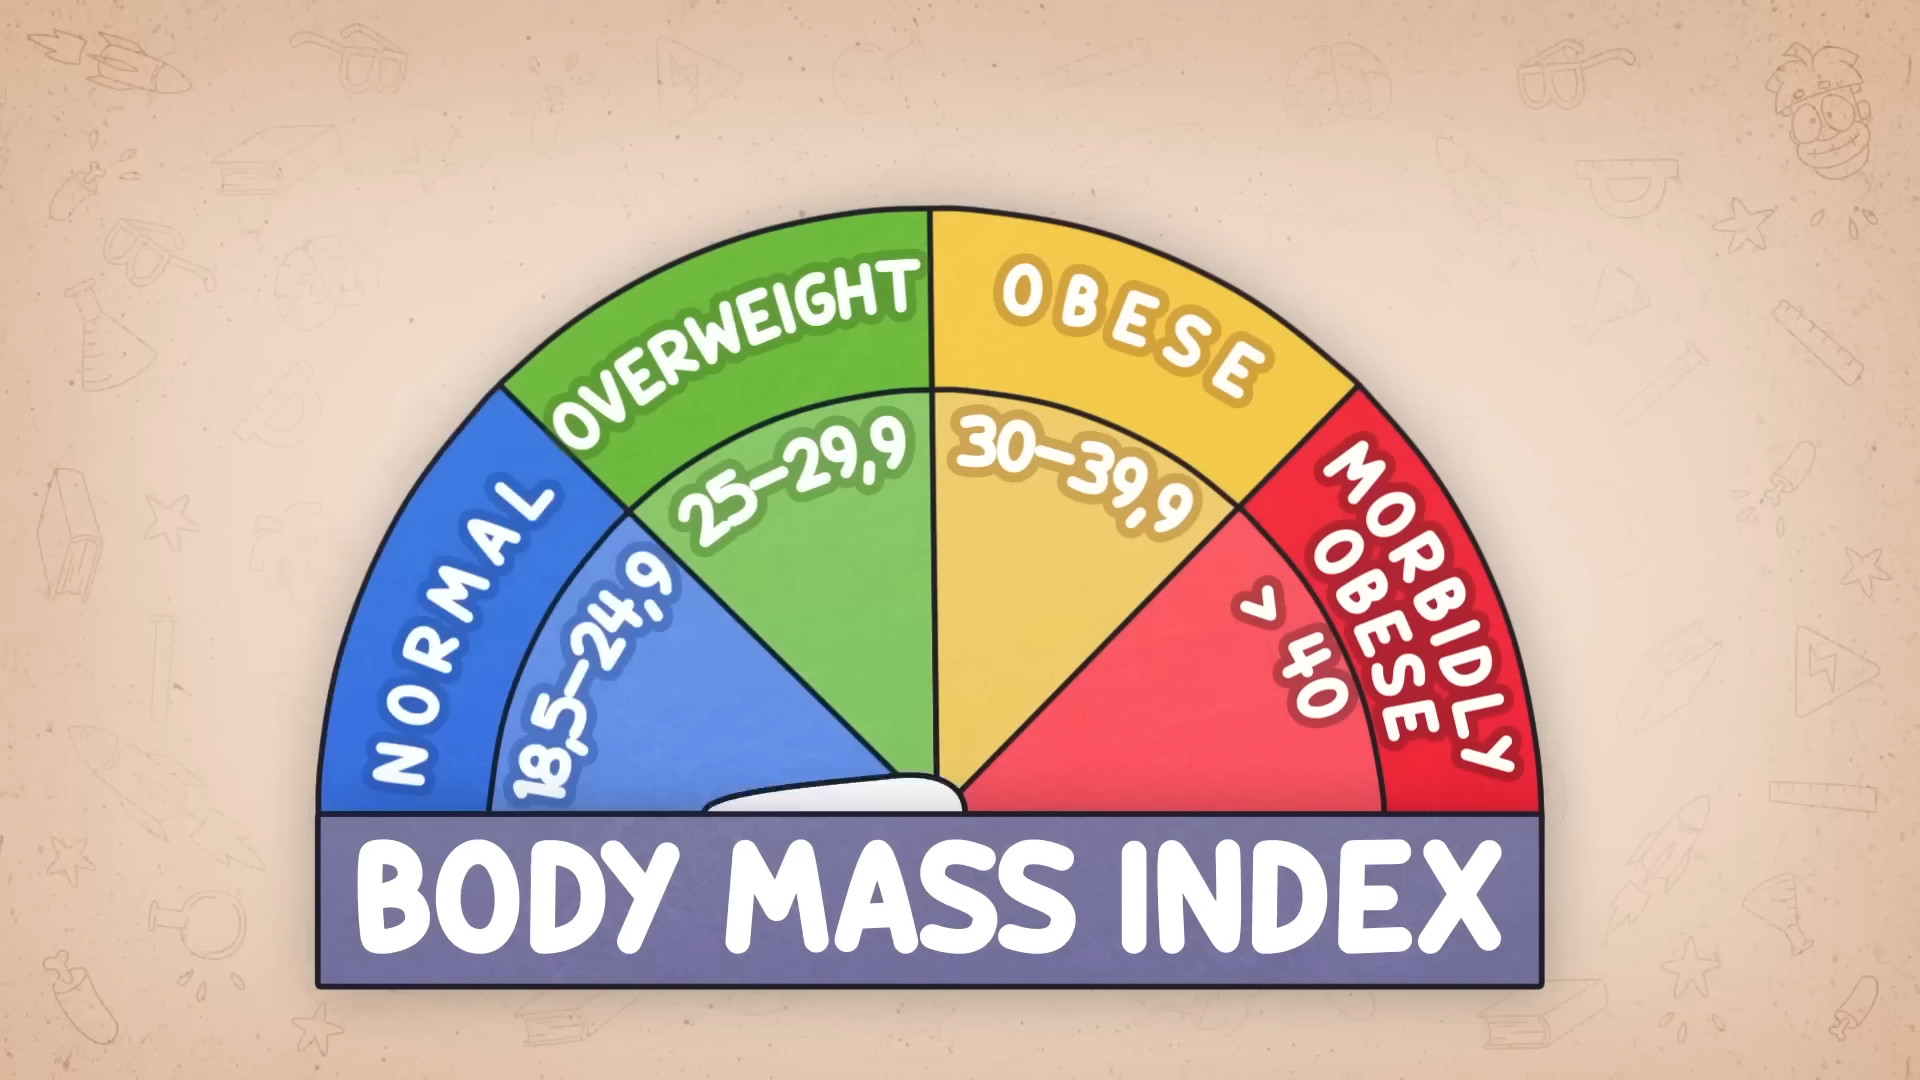 NORMAL
OVERWEIGHT
OBESE
MORBIDLY
OBESE
18,5–24,9
25–29,9
30–39,9
> 40
BODY MASS INDEX